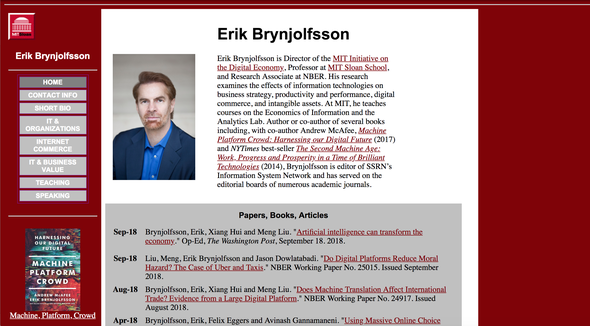 Erik Brynjolfsson
Erik Brynjolfsson
HOME
CONTACT INFO
SHORT BIO
IT &
ORGANIZATIONS
INTERNET
COMMERCE
IT & BUSINESS
VALUE
TEACHING
SPEAKING
HARNESSING
OUR DIGITAL
FUTURE
MACHINE
PLATFORM
CROWD
ANDREW McAFEE
ERIK BRYNJOLFSSON
Machine, Platform, Crowd
Erik Brynjolfsson is Director of the MIT Initiative on
the Digital Economy, Professor at MIT Sloan School,
and Research Associate at NBER. His research
examines the effects of information technologies on
business strategy, productivity and performance, digital
commerce, and intangible assets. At MIT, he teaches
courses on the Economics of Information and the
Analytics Lab. Author or co-author of several books
including, with co-author Andrew McAfee, Machine
Platform Crowd: Harnessing our Digital Future (2017)
and NYTimes best-seller The Second Machine Age:
Work, Progress and Prosperity in a Time of Brilliant
Technologies (2014), Brynjolfsson is editor of SSRN's
Information System Network and has served on the
editorial boards of numerous academic journals.
Papers, Books, Articles
Sep-18 Brynjolfsson, Erik, Xiang Hui and Meng Liu. "Artificial intelligence can transform the
economy." Op-Ed, The Washington Post, September 18. 2018.
Sep-18 Liu, Meng, Erik Brynjolfsson and Jason Dowlatabadi. "Do Digital Platforms Reduce Moral
Hazard? The Case of Uber and Taxis." NBER Working Paper No. 25015. Issued September
2018.
Aug-18 Brynjolfsson, Erik, Xiang Hui and Meng Liu. "Does Machine Translation Affect International
Trade? Evidence from a Large Digital Platform." NBER Working Paper No. 24917. Issued
August 2018.
Apr-18 Brynjolfsson, Erik, Felix Eggers and Avinash Gannamaneni. "Using Massive Online Choice